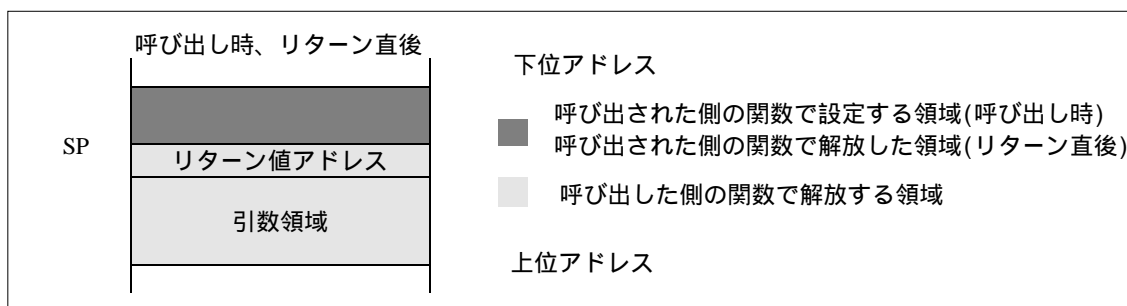 呼び出し時、リターン直後
SP
リターン値アドレス
引数領域
下位アドレス
呼び出された側の関数で設定する領域(呼び出し時)
呼び出された側の関数で解放した領域(リターン直後)
呼び出した側の関数で解放する領域
上位アドレス